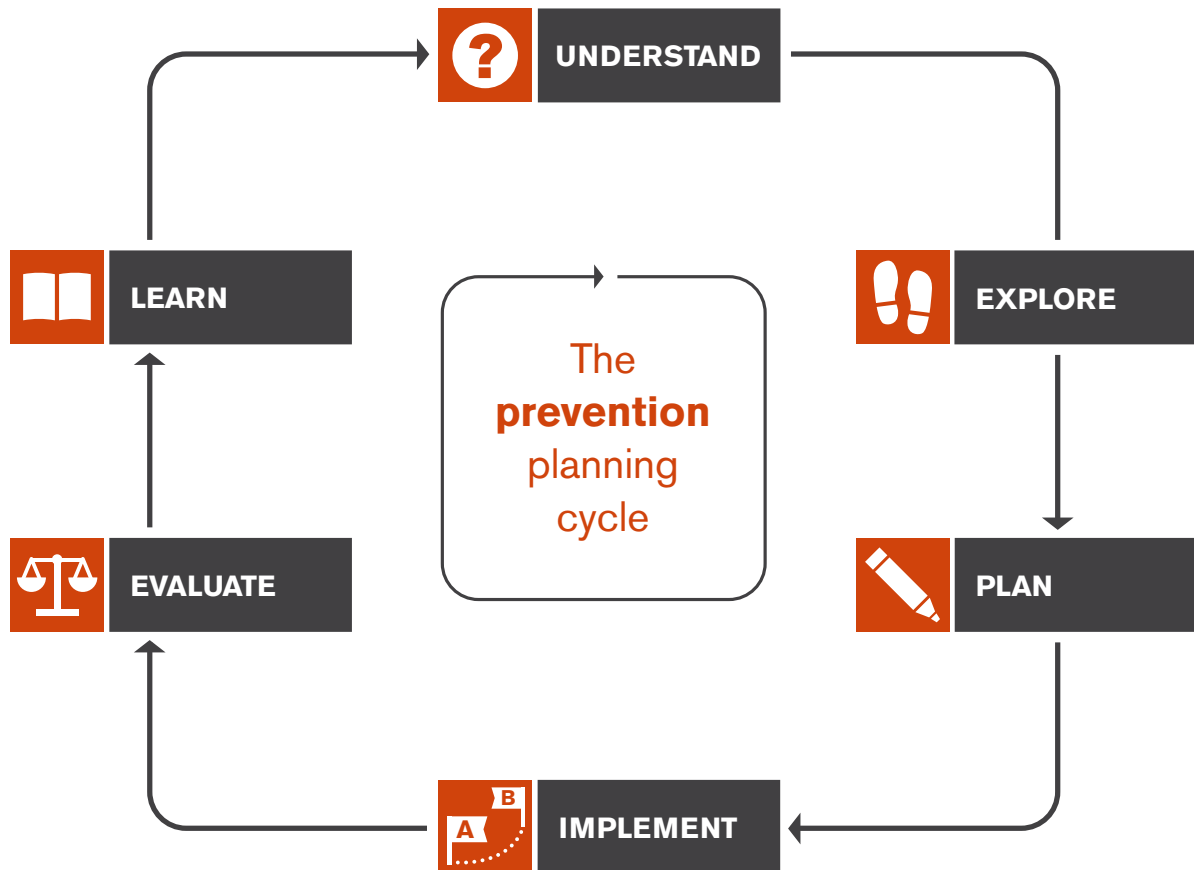 ?
UNDERSTAND
LEARN
EXPLORE
The
prevention
planning
cycle
EVALUATE
PLAN
A
B
IMPLEMENT